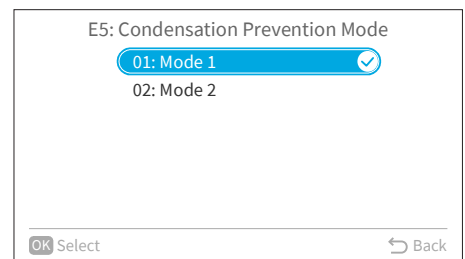 E5: Condensation Prevention Mode
01: Mode 1
02: Mode 2
OK Select
Back